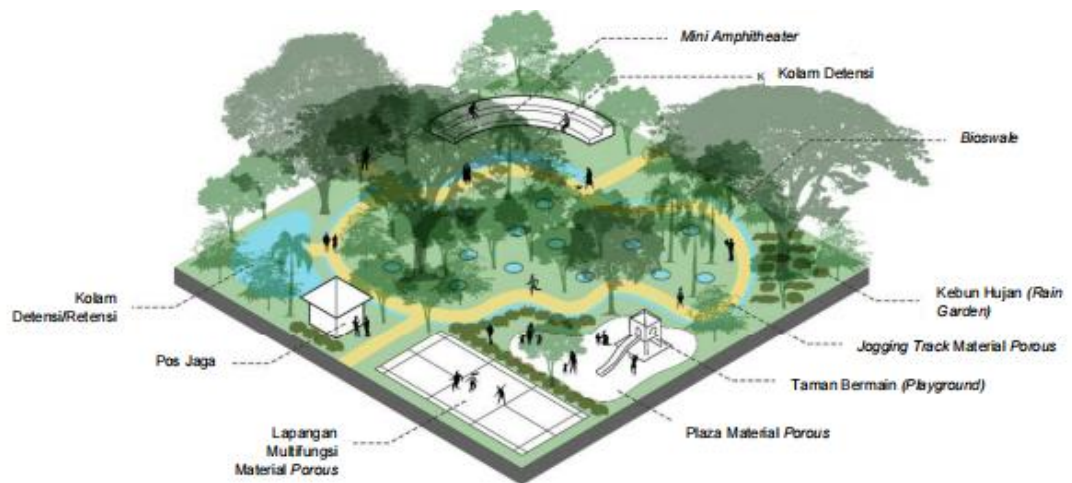 Mini Amphitheater
K Kolam Detensi
Bioswale
Kolam
Detensi/Retensi
Kebun Hujan (Rain
Garden)
Pos Jaga
Jogging Track Material Porous
Taman Bermain (Playground)
Lapangan
Multifungsi
Material Porous
Plaza Material Porous